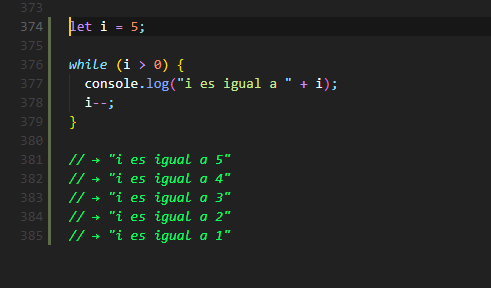 373
374 let i = 5;
375
376 while (i > 0) {
377   console.log("i es igual a " + i);
378   i--;
379 }
380
381 // → "i es igual a 5"
382 // → "i es igual a 4"
383 // → "i es igual a 3"
384 // → "i es igual a 2"
385 // → "i es igual a 1"